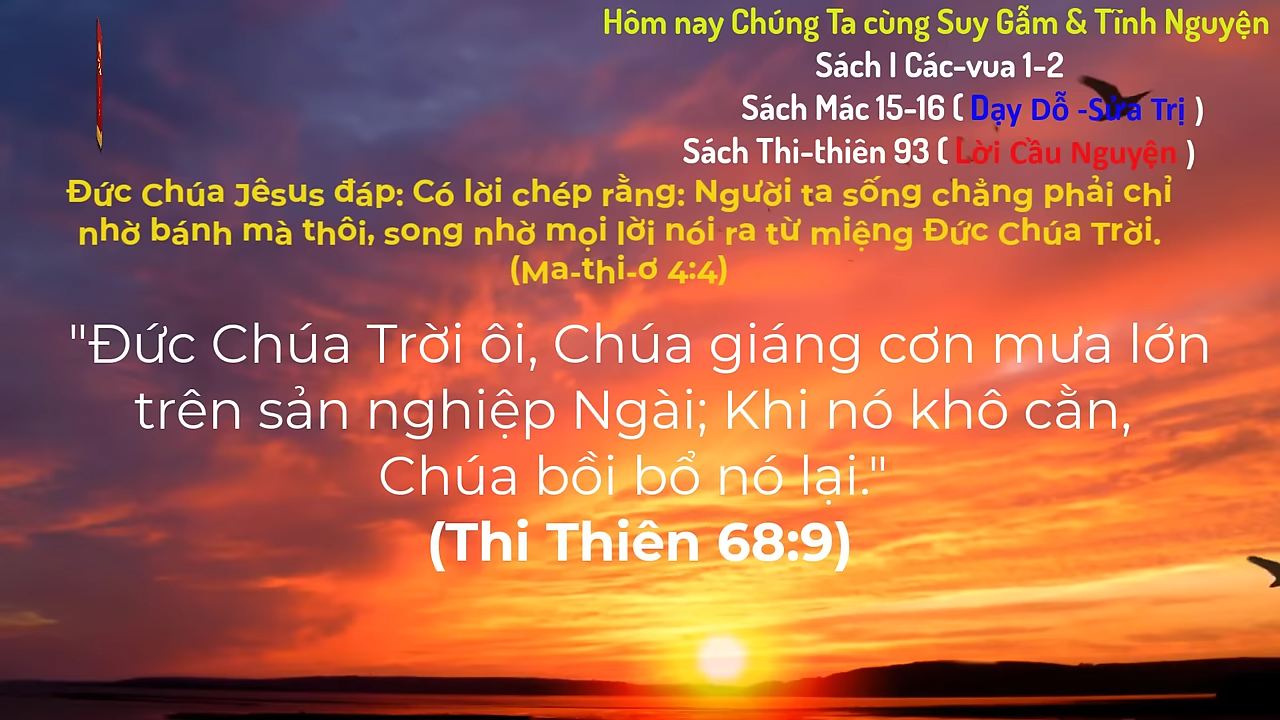 Hôm nay Chúng Ta cùng Suy Gẫm & Tĩnh Nguyện
Sách I Các-vua 1-2
Sách Mác 15-16 ( Dạy Dỗ -Sửa Trị )
Sách Thi-thiên 93 ( Lời Cầu Nguyện )
Đức Chúa Jêsus đáp: Có lời chép rằng: Người ta sống chẳng phải chỉ
nhờ bánh mà thôi, song nhờ mọi lời nói ra từ miệng Đức Chúa Trời.
(Ma-thi-ơ 4:4)
"Đức Chúa Trời ôi, Chúa giáng cơn mưa lớn
trên sản nghiệp Ngài; Khi nó khô cằn,
Chúa bồi bổ nó lại."
(Thi Thiên 68:9)